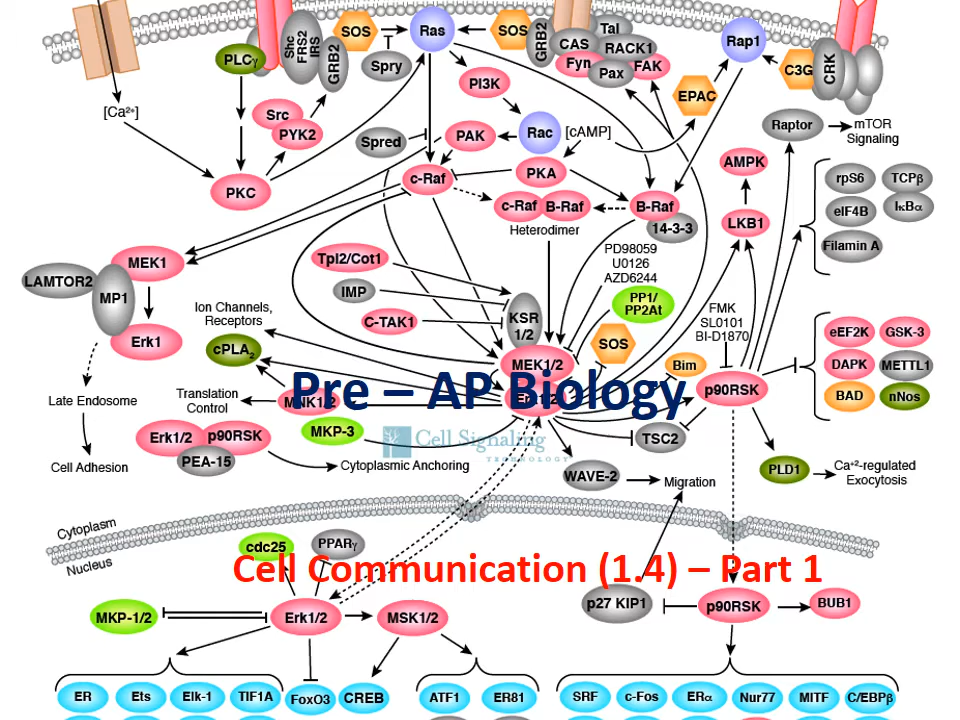 SOS
Ras
SOS
Tal
Shc
FRS2
IRS
GRB2
GRB2
CAS
RACK1
Rap1
PLCγ
Spry
Fyn
FAK
Pax
C3G
CRK
PI3K
EPAC
[Ca²⁺]
Src
PYK2
Spred
PAK
Rac
[cAMP]
Raptor
mTOR
Signaling
PKC
c-Raf
PKA
AMPK
rpS6
TCPβ
c-Raf
B-Raf
B-Raf
eIF4B
IκBα
Heterodimer
14-3-3
LKB1
Filamin A
MEK1
Tpl2/Cot1
PD98059
U0126
AZD6244
LAMTOR2
MP1
IMP
PP1/
PP2At
FMK
SL0101
BI-D1870
Ion Channels,
Receptors
C-TAK1
KSR
1/2
Erk1
SOS
eEF2K
GSK-3
cPLA₂
MEK1/2
Bim
DAPK
METTL1
Pre – AP Biology
Late Endosome
Translation
Control
MNK1/2
Erk1/2
p90RSK
BAD
nNos
MKP-3
Erk1/2
p90RSK
Cell Signaling
TECHNOLOGY
TSC2
PEA-15
Cell Adhesion
Cytoplasmic Anchoring
WAVE-2
Migration
PLD1
Ca⁺²-regulated
Exocytosis
Cytoplasm
Nucleus
cdc25
PPARγ
Cell Communication (1.4) – Part 1
MKP-1/2
Erk1/2
MSK1/2
p27 KIP1
p90RSK
BUB1
ER
Ets
Elk-1
TIF1A
FoxO3
CREB
ATF1
ER81
SRF
c-Fos
ERα
Nur77
MITF
C/EBPβ